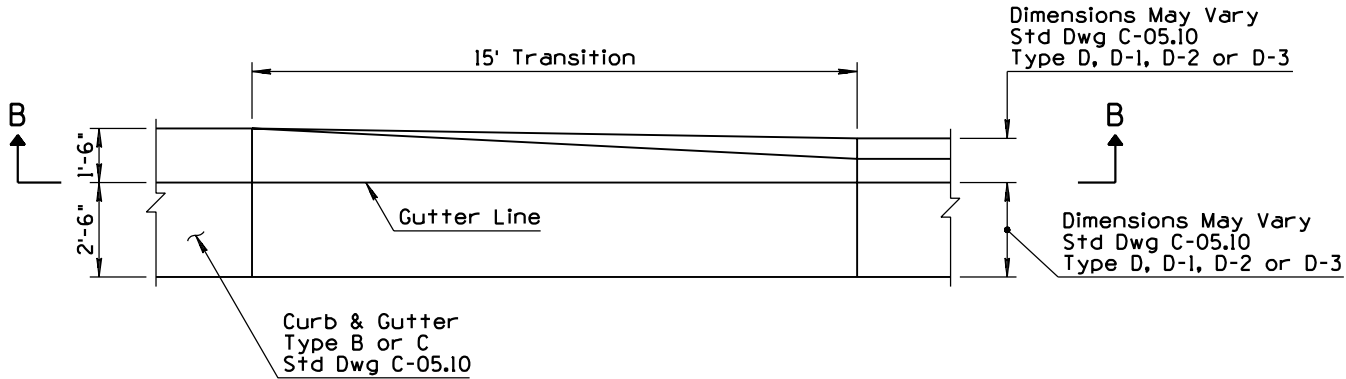 Dimensions May Vary
Std Dwg C-05.10
Type D, D-1, D-2 or D-3
15' Transition
B
B
1'-6"
2'-6"
Gutter Line
Dimensions May Vary
Std Dwg C-05.10
Type D, D-1, D-2 or D-3
Curb & Gutter
Type B or C
Std Dwg C-05.10